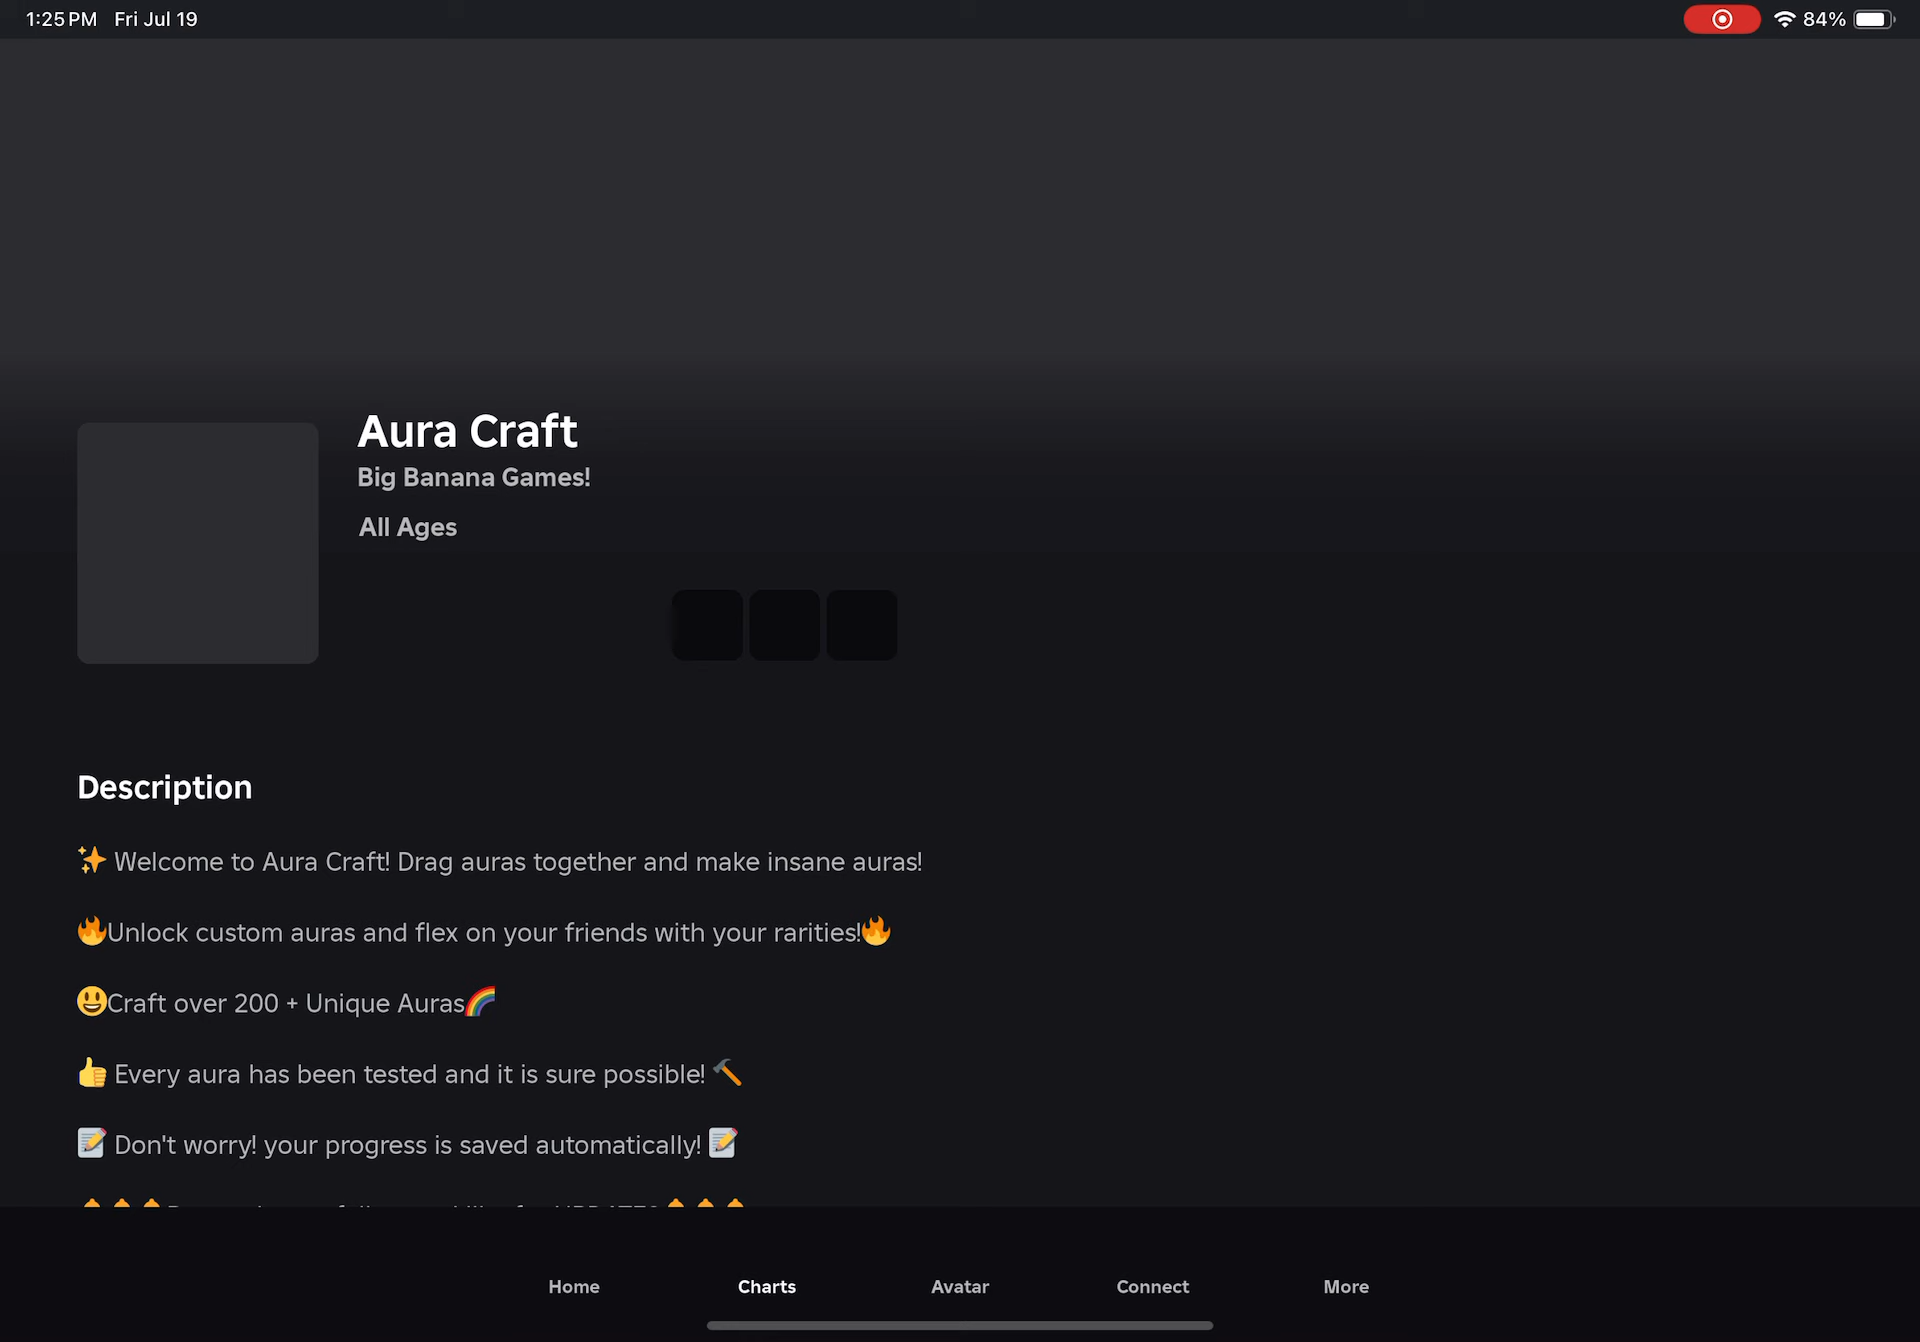 1:25 PM Fri Jul 19
84%
Aura Craft
Big Banana Games!
All Ages
Description
✨ Welcome to Aura Craft! Drag auras together and make insane auras!
🔥Unlock custom auras and flex on your friends with your rarities!🔥
😃Craft over 200 + Unique Auras🌈
👍 Every aura has been tested and it is sure possible! 🔨
📝 Don't worry! your progress is saved automatically! 📝
Home Charts Avatar Connect More